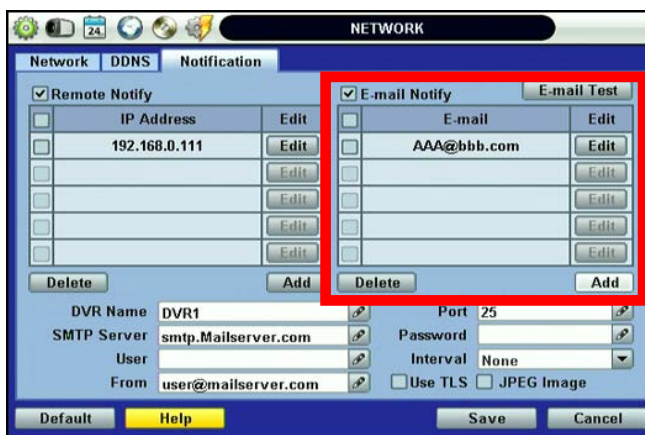 24
NETWORK
Network DDNS Notification
Remote Notify
IP Address Edit
192.168.0.111 Edit
Edit
Edit
Edit
Edit
Delete Add
E-mail Notify E-mail Test
E-mail Edit
AAA@bbb.com Edit
Edit
Edit
Edit
Edit
Delete Add
DVR Name DVR1
SMTP Server smtp.Mailserver.com
User
From user@mailserver.com
Port 25
Password
Interval None
Use TLS JPEG Image
Default Help Save Cancel